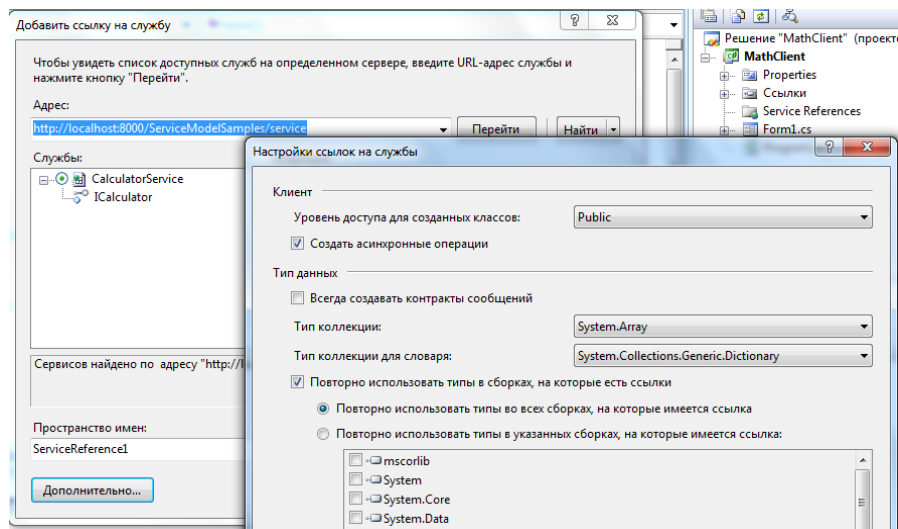 Добавить ссылку на службу
Чтобы увидеть список доступных служб на определенном сервере, введите URL-адрес службы и
нажмите кнопку "Перейти".
Адрес:
http://localhost:8000/ServiceModelSamples/service
Перейти
Найти
Службы:
CalculatorService
ICalculator
Сервисов найдено по адресу "http://l
Пространство имен:
ServiceReference1
Дополнительно...
Решение "MathClient" (проекто
MathClient
Properties
Ссылки
Service References
Form1.cs
Настройки ссылок на службы
Клиент
Уровень доступа для созданных классов:
Public
Создать асинхронные операции
Тип данных
Всегда создавать контракты сообщений
Тип коллекции:
System.Array
Тип коллекции для словаря:
System.Collections.Generic.Dictionary
Повторно использовать типы в сборках, на которые есть ссылки
Повторно использовать типы во всех сборках, на которые имеется ссылка
Повторно использовать типы в указанных сборках, на которые имеется ссылка:
mscorlib
System
System.Core
System.Data